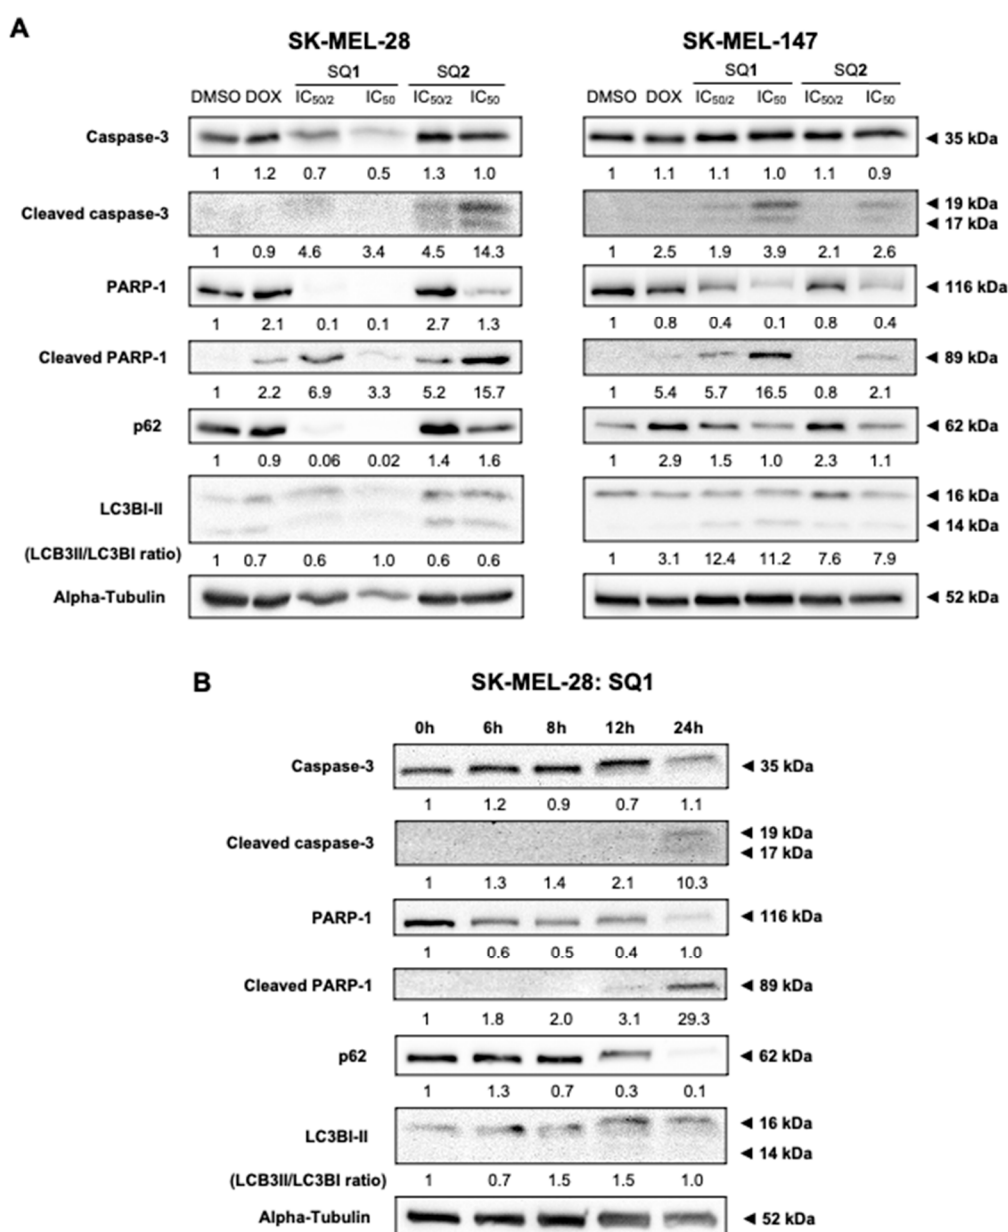 A
SK-MEL-28 SK-MEL-147
SQ1 SQ2 SQ1 SQ2
DMSO DOX IC50/2 IC50 IC50/2 IC50 DMSO DOX IC50/2 IC50 IC50/2 IC50
Caspase-3 ◄ 35 kDa
1 1.2 0.7 0.5 1.3 1.0 1 1.1 1.1 1.0 1.1 0.9
Cleaved caspase-3 ◄ 19 kDa
◄ 17 kDa
1 0.9 4.6 3.4 4.5 14.3 1 2.5 1.9 3.9 2.1 2.6
PARP-1 ◄ 116 kDa
1 2.1 0.1 0.1 2.7 1.3 1 0.8 0.4 0.1 0.8 0.4
Cleaved PARP-1 ◄ 89 kDa
1 2.2 6.9 3.3 5.2 15.7 1 5.4 5.7 16.5 0.8 2.1
p62 ◄ 62 kDa
1 0.9 0.06 0.02 1.4 1.6 1 2.9 1.5 1.0 2.3 1.1
LC3BI-II ◄ 16 kDa
◄ 14 kDa
(LCB3II/LC3BI ratio) 1 0.7 0.6 1.0 0.6 0.6 1 3.1 12.4 11.2 7.6 7.9
Alpha-Tubulin ◄ 52 kDa
B
SK-MEL-28: SQ1
0h 6h 8h 12h 24h
Caspase-3 ◄ 35 kDa
1 1.2 0.9 0.7 1.1
Cleaved caspase-3 ◄ 19 kDa
◄ 17 kDa
1 1.3 1.4 2.1 10.3
PARP-1 ◄ 116 kDa
1 0.6 0.5 0.4 1.0
Cleaved PARP-1 ◄ 89 kDa
1 1.8 2.0 3.1 29.3
p62 ◄ 62 kDa
1 1.3 0.7 0.3 0.1
LC3BI-II ◄ 16 kDa
◄ 14 kDa
(LCB3II/LC3BI ratio) 1 0.7 1.5 1.5 1.0
Alpha-Tubulin ◄ 52 kDa